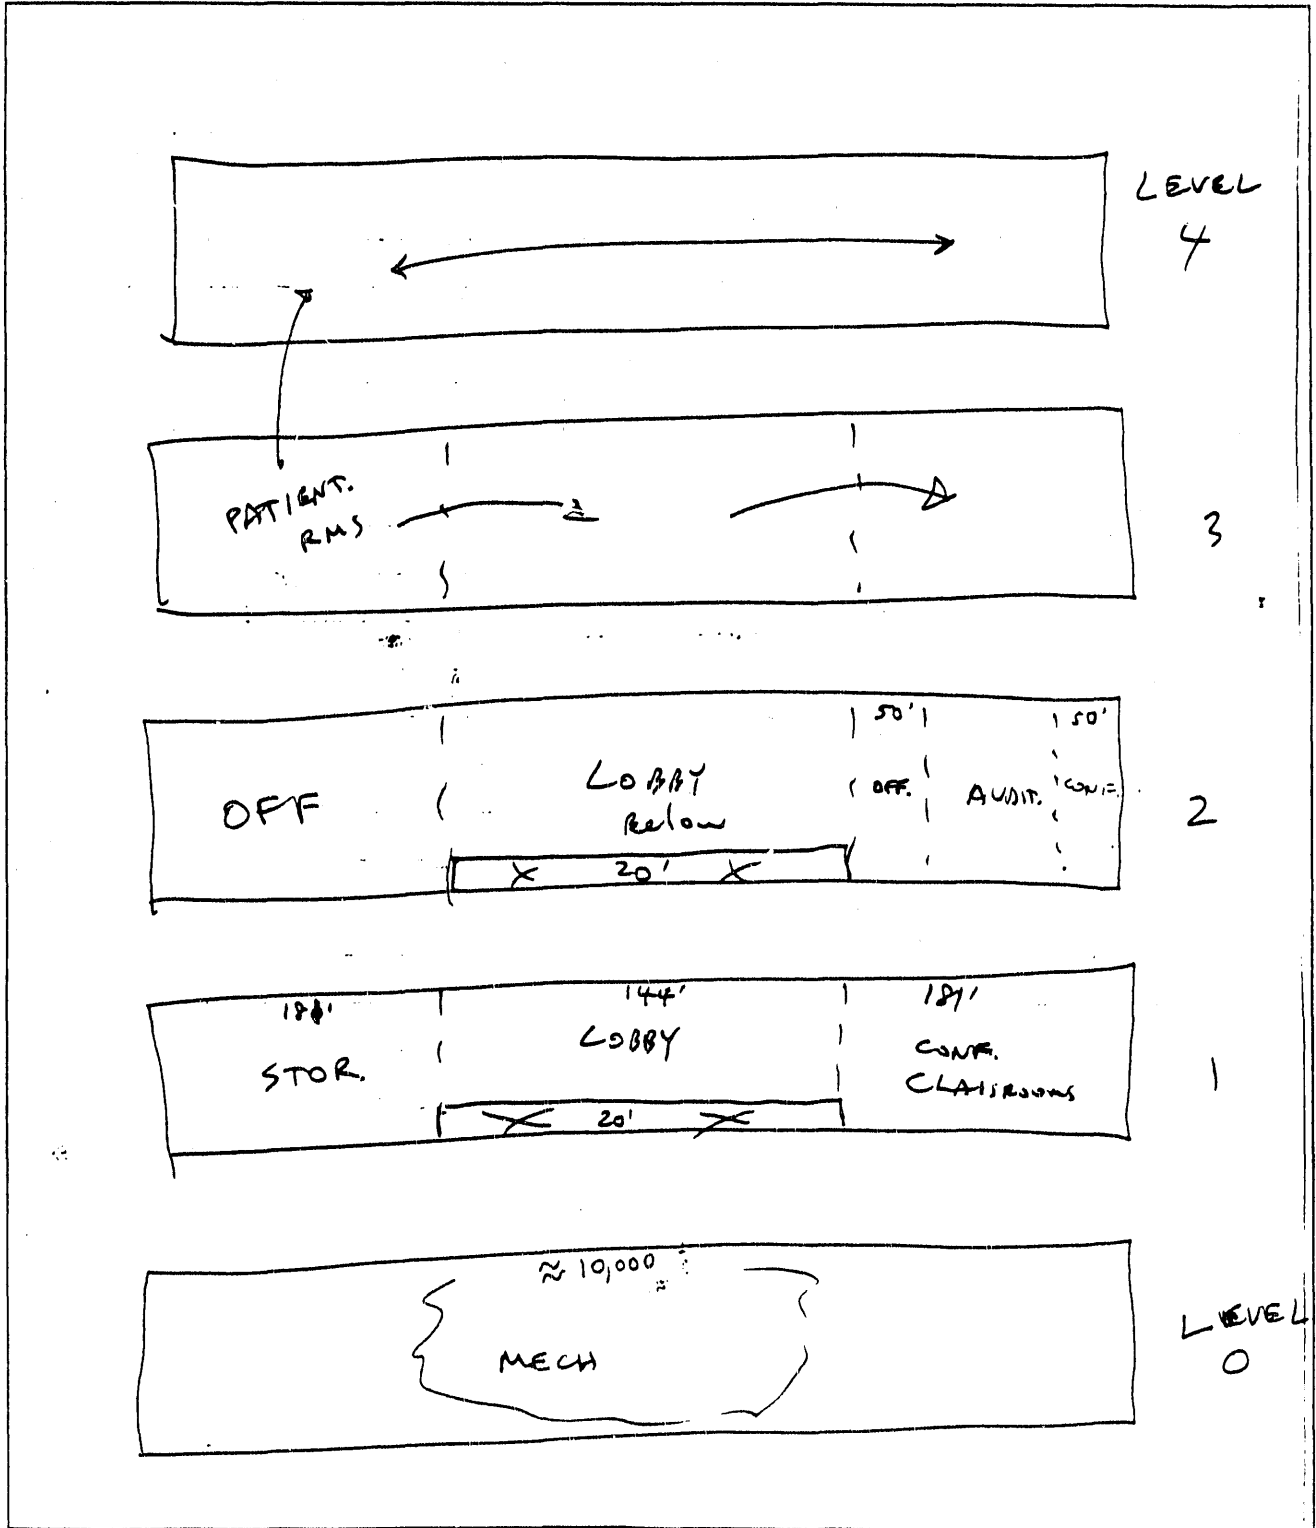 LEVEL
4
PATIENT.
RMS
3
50'
50'
OFF
LOBBY
Below
OFF.
AUDIT.
CONF.
2
20'
144'
181'
LOBBY
STOR.
CONF.
CLASSROOMS
1
20'
≈ 10,000
MECH
LEVEL
0